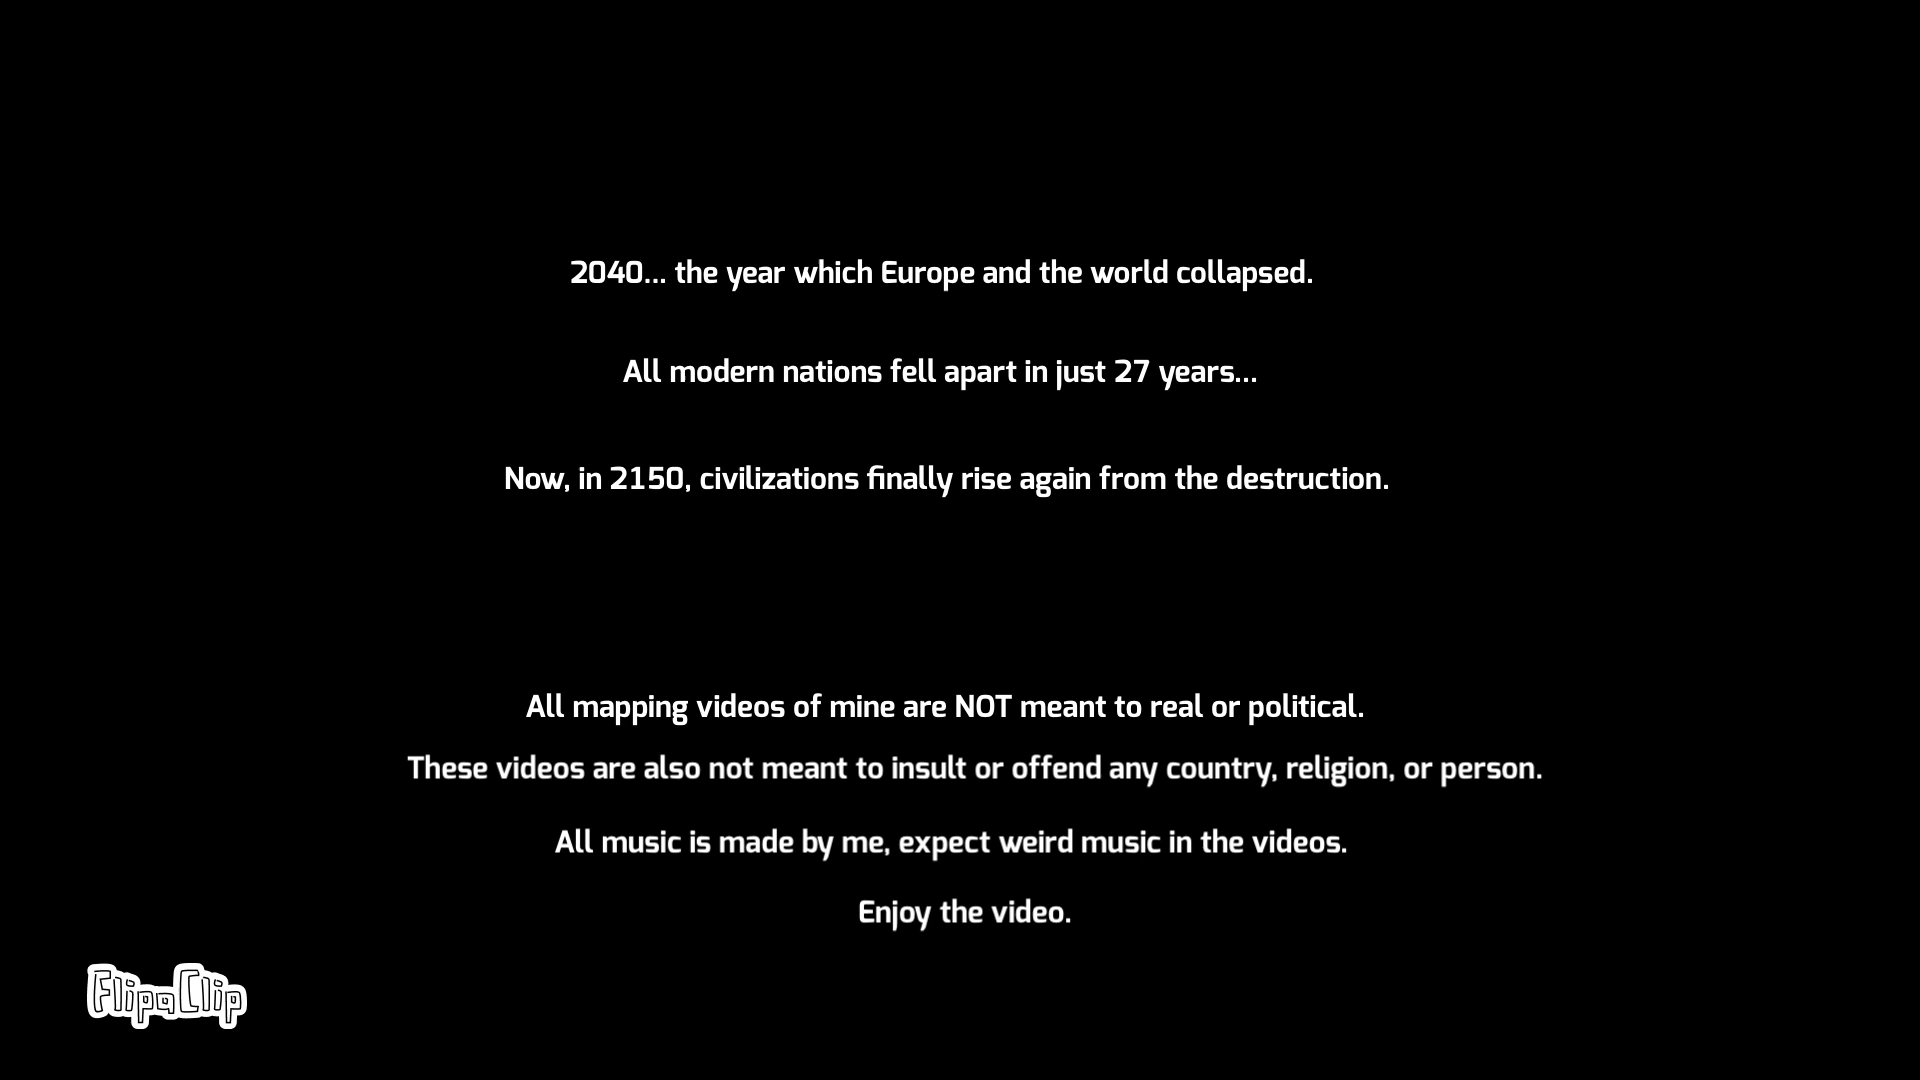 2040... the year which Europe and the world collapsed.
All modern nations fell apart in just 27 years...
Now, in 2150, civilizations finally rise again from the destruction.
All mapping videos of mine are NOT meant to real or political.
These videos are also not meant to insult or offend any country, religion, or person.
All music is made by me, expect weird music in the videos.
Enjoy the video.
FlipaClip